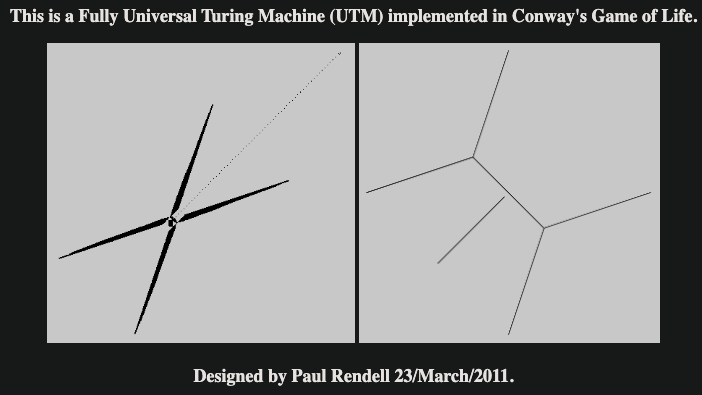 This is a Fully Universal Turing Machine (UTM) implemented in Conway's Game of Life.
Designed by Paul Rendell 23/March/2011.